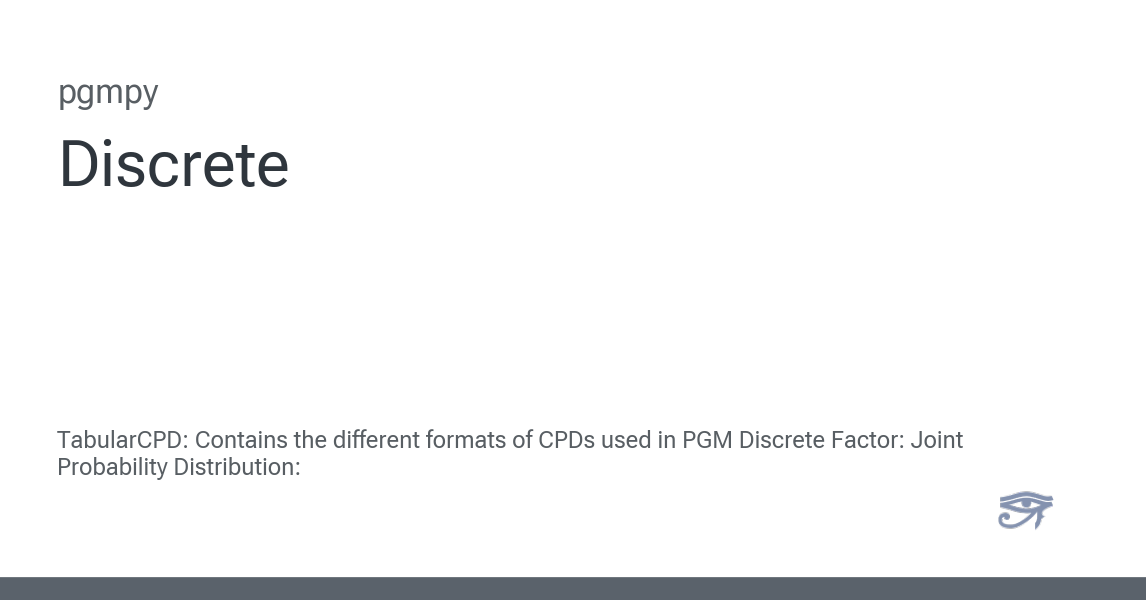 pgmpy
Discrete
TabularCPD: Contains the different formats of CPDs used in PGM Discrete Factor: Joint
Probability Distribution: